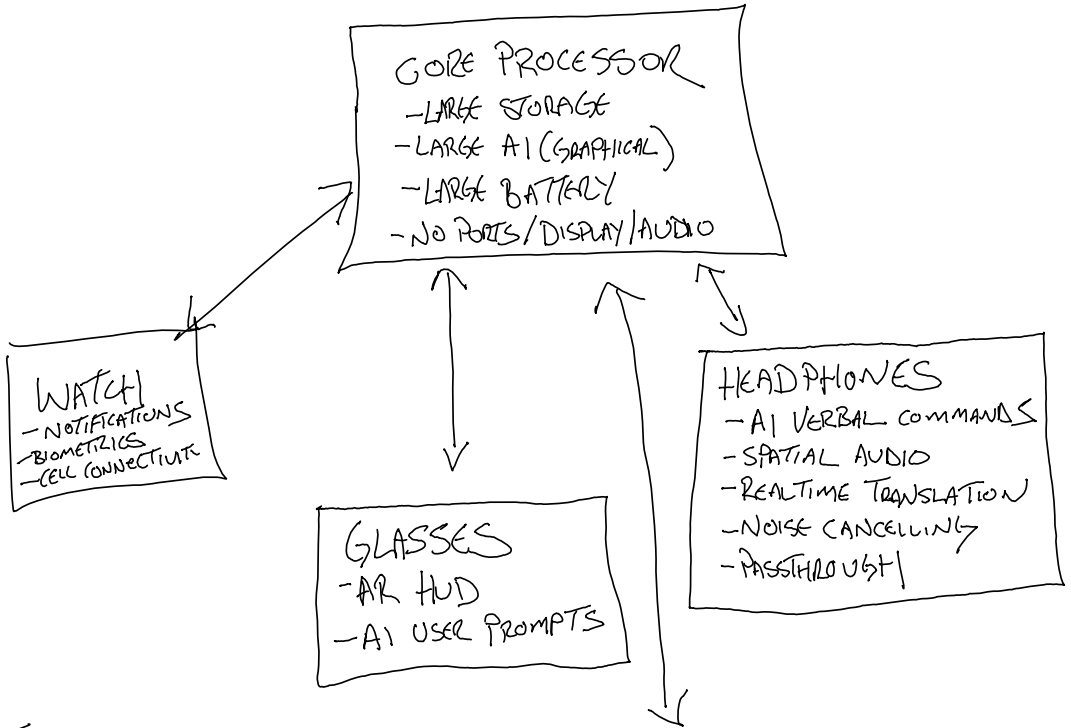 CORE PROCESSOR
-LARGE STORAGE
-LARGE AI (GRAPHICAL)
-LARGE BATTERY
-NO PORTS/DISPLAY/AUDIO
WATCH
-NOTIFICATIONS
-BIOMETRICS
-CELL CONNECTIVITY
GLASSES
-AR HUD
-AI USER PROMPTS
HEADPHONES
-AI VERBAL COMMANDS
-SPATIAL AUDIO
-REALTIME TRANSLATION
-NOISE CANCELLING
-PASSTHROUGH